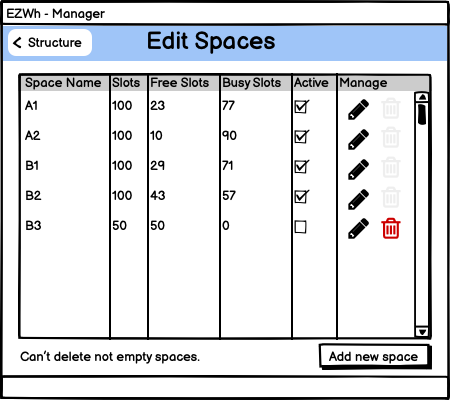 EZWh - Manager
Structure
Edit Spaces
Space Name Slots Free Slots Busy Slots Active Manage
A1 100 23 77
A2 100 10 90
B1 100 29 71
B2 100 43 57
B3 50 50 0
Can't delete not empty spaces.
Add new space